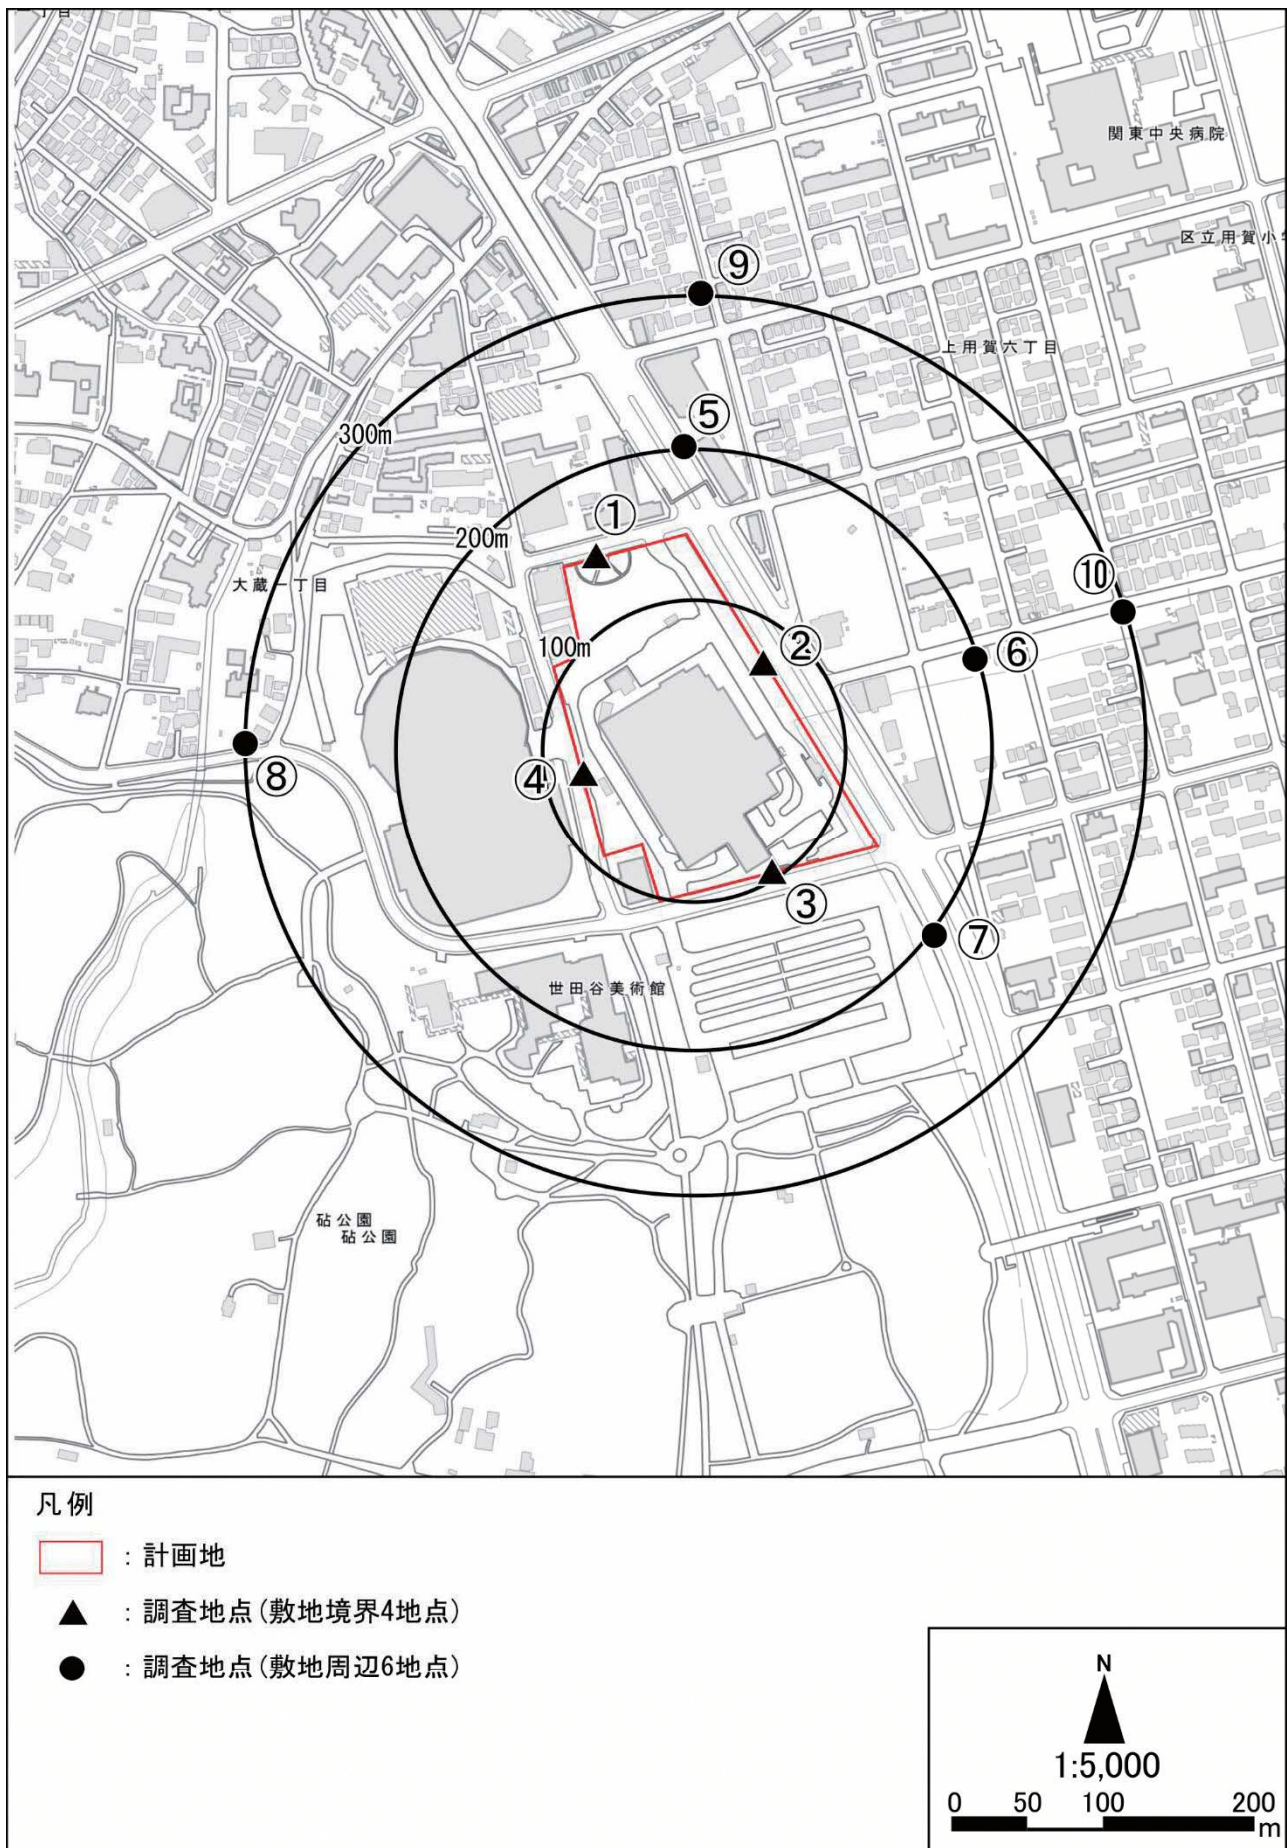 関東中央病院
区立用賀小
⑨
上用賀六丁目
⑤
300m
①
200m
大蔵一丁目
⑩
②
100m
⑥
④
⑧
③
⑦
世田谷美術館
砧公園
砧公園
凡例
：計画地
：調査地点(敷地境界4地点)
：調査地点(敷地周辺6地点)
N
1:5,000
0 50 100 200
m